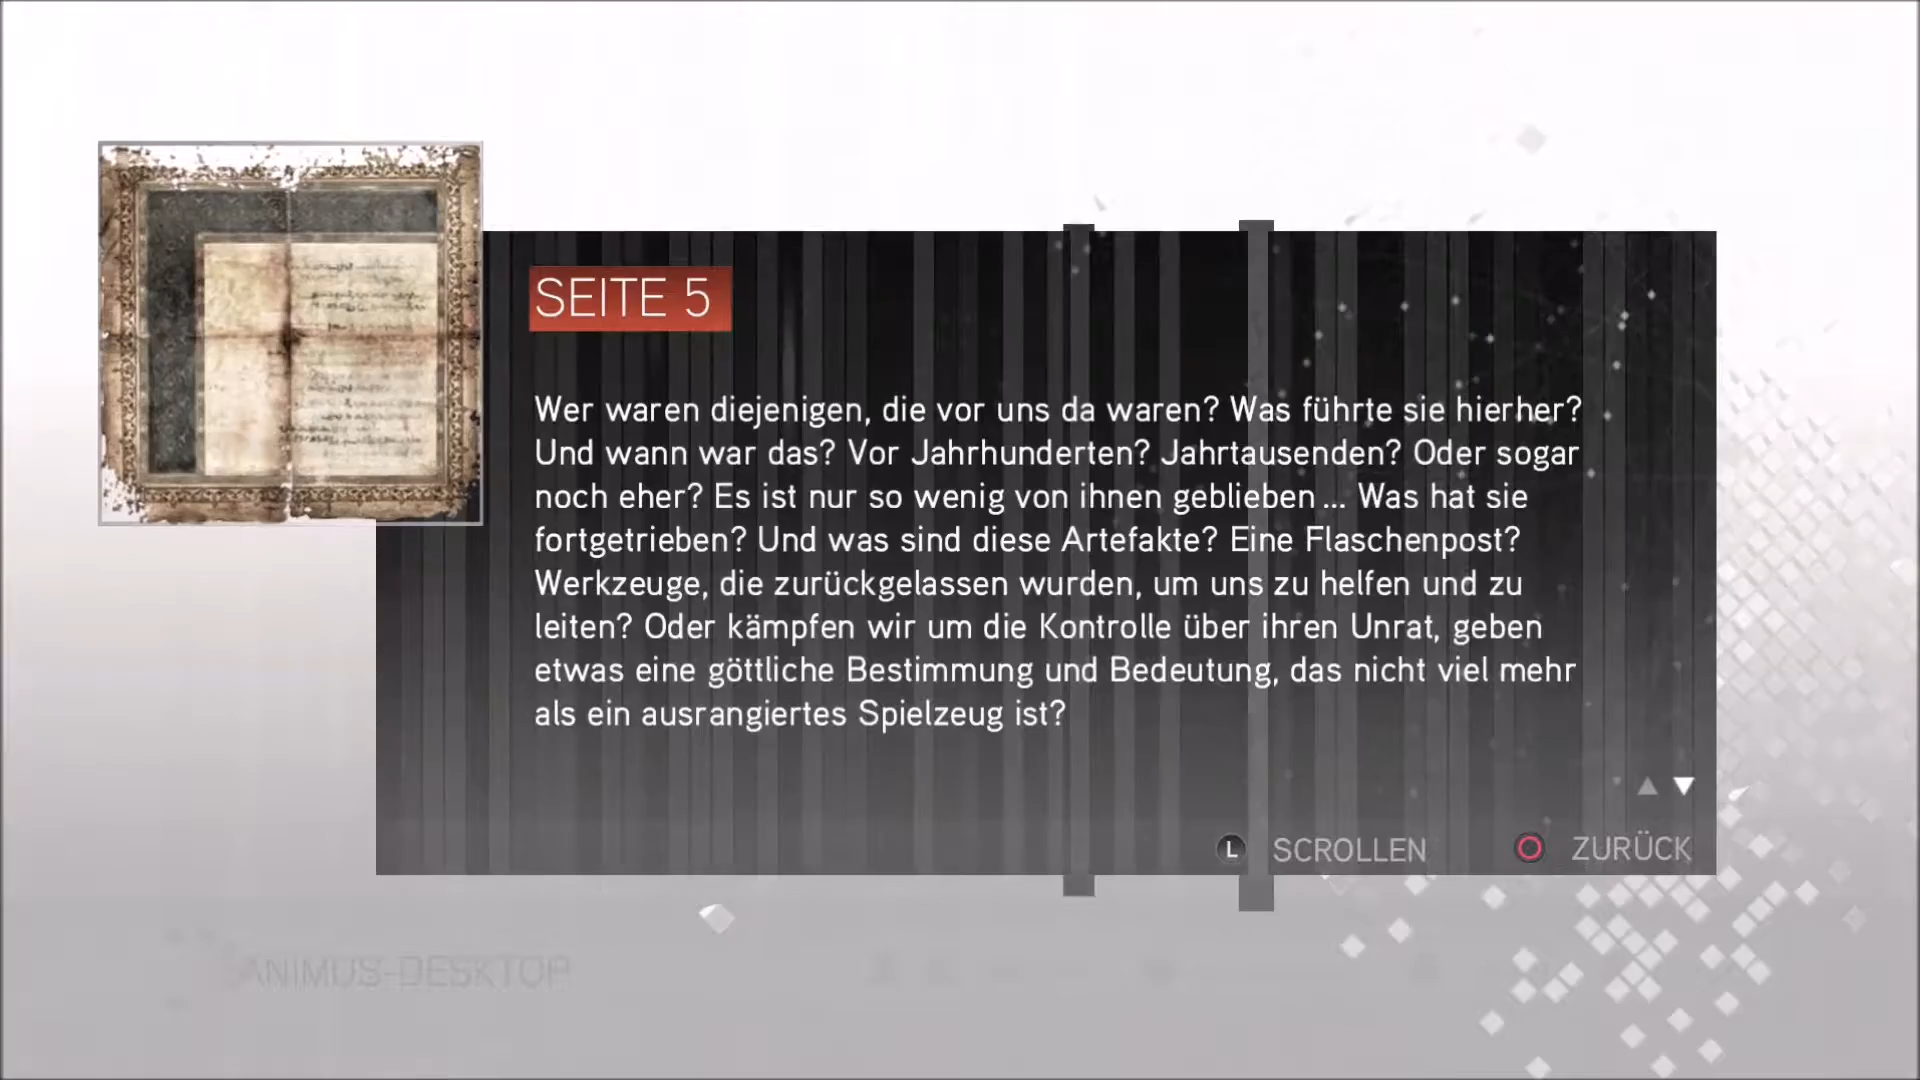 SEITE 5
Wer waren diejenigen, die vor uns da waren? Was führte sie hierher?
Und wann war das? Vor Jahrhunderten? Jahrtausenden? Oder sogar
noch eher? Es ist nur so wenig von ihnen geblieben ... Was hat sie
fortgetrieben? Und was sind diese Artefakte? Eine Flaschenpost?
Werkzeuge, die zurückgelassen wurden, um uns zu helfen und zu
leiten? Oder kämpfen wir um die Kontrolle über ihren Unrat, geben
etwas eine göttliche Bestimmung und Bedeutung, das nicht viel mehr
als ein ausrangiertes Spielzeug ist?
L SCROLLEN ZURÜCK
ANIMUS-DESKTOP